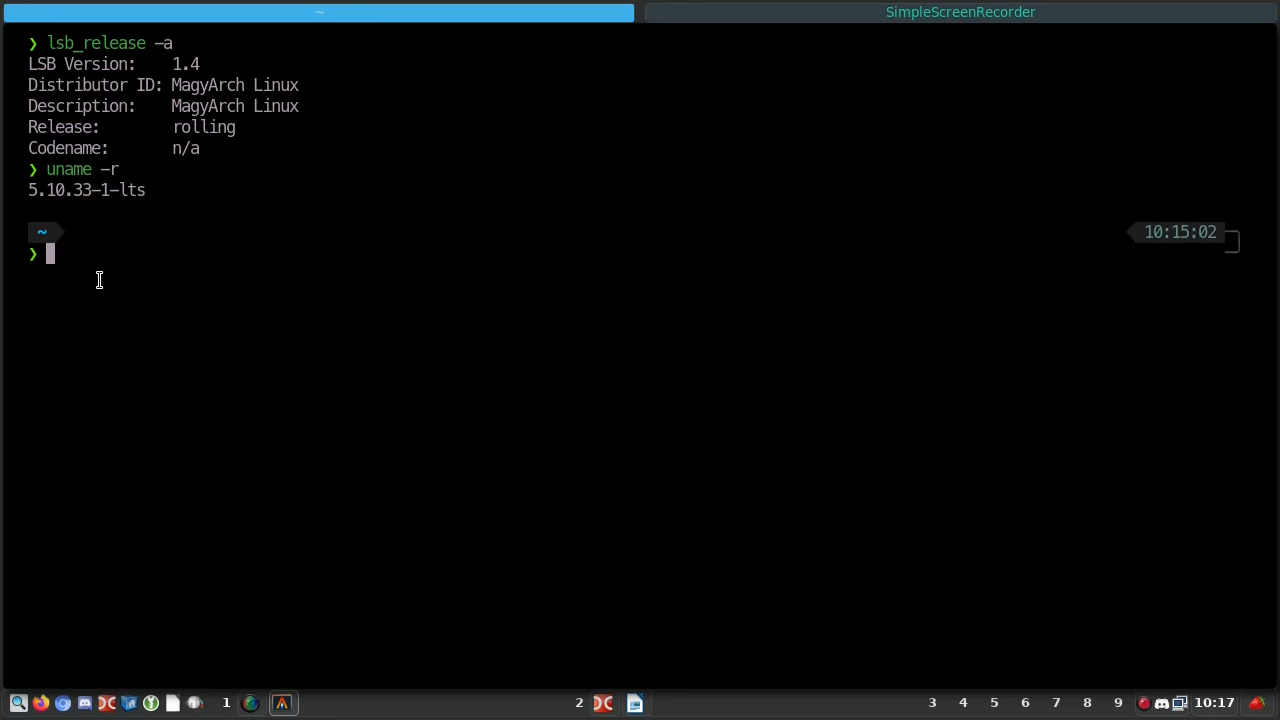 ~ SimpleScreenRecorder
❯ lsb_release -a
LSB Version:    1.4
Distributor ID: MagyArch Linux
Description:    MagyArch Linux
Release:        rolling
Codename:       n/a
❯ uname -r
5.10.33-1-lts
~ 10:15:02
❯
1 2 3 4 5 6 7 8 9 10:17